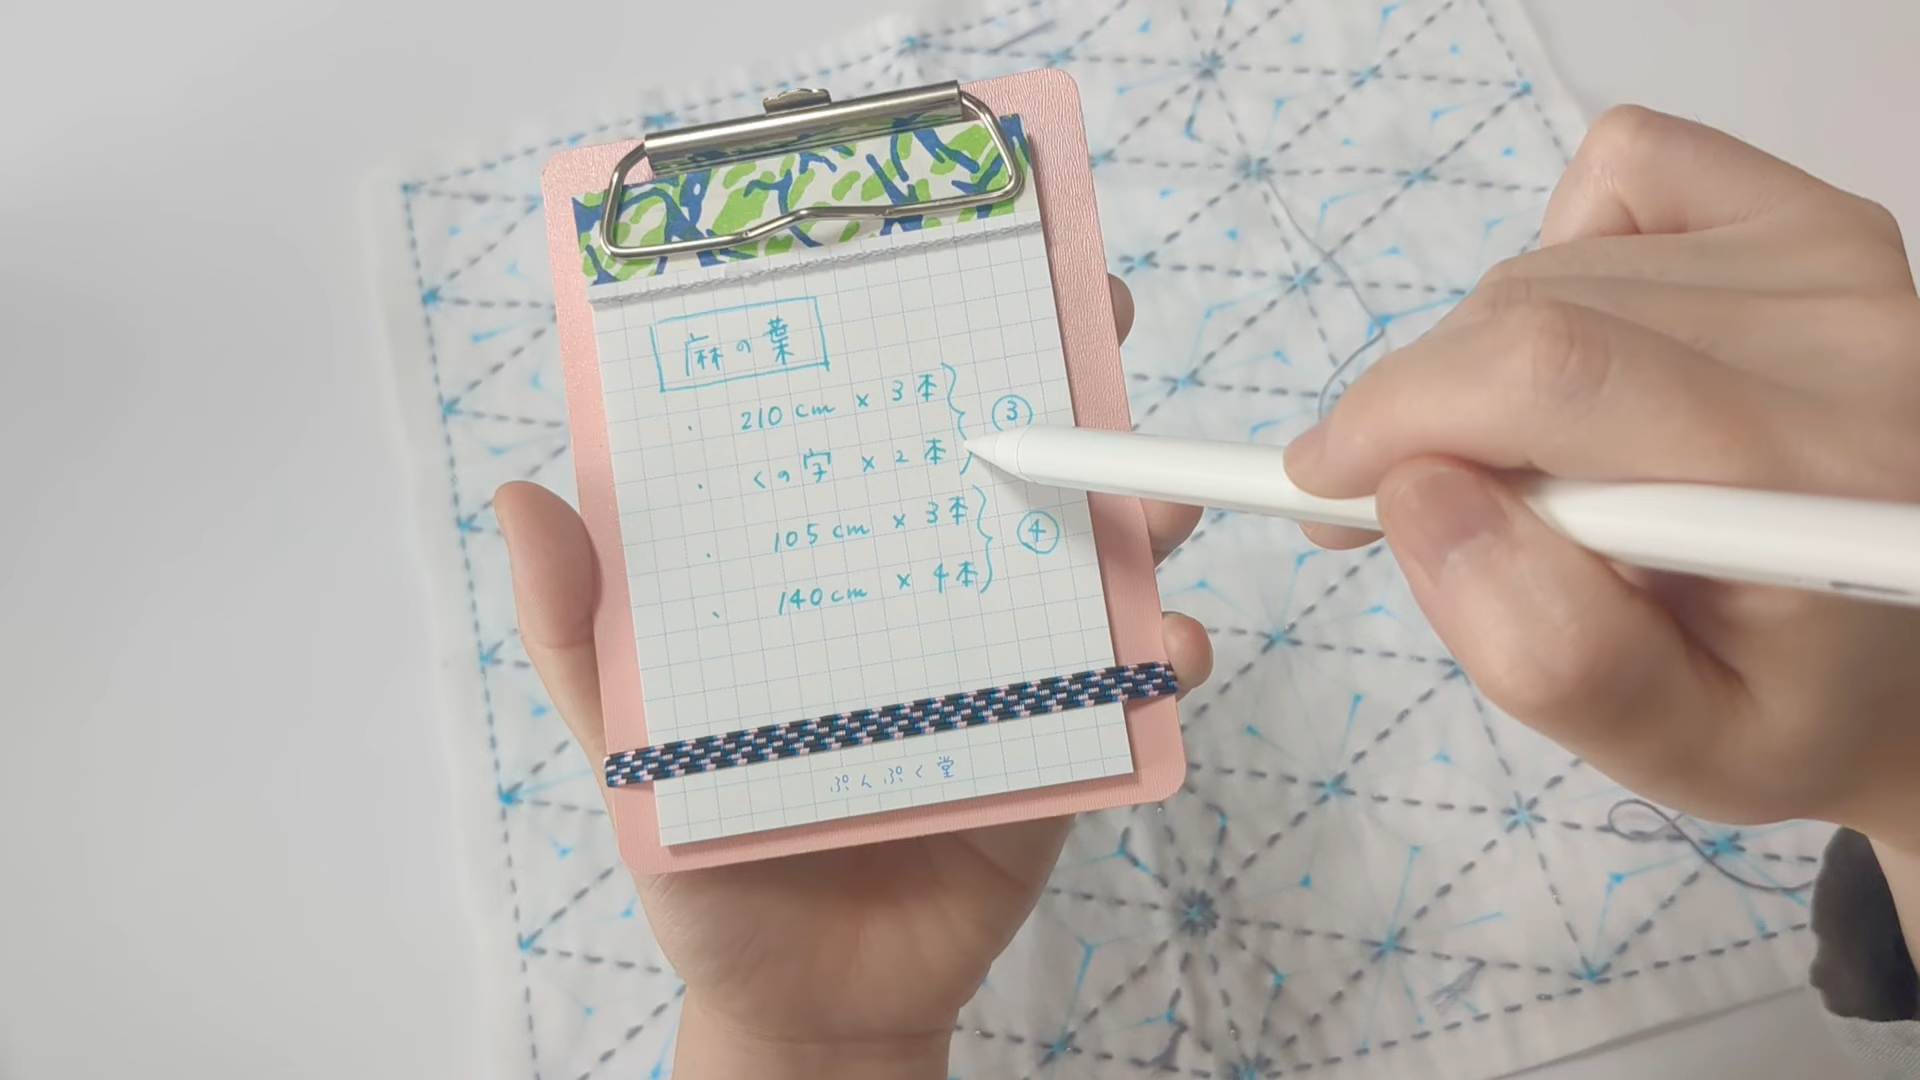 麻の葉
・ 210cm × 3本
・ くの字 × 2本
③
・ 105cm × 3本
・ 140cm × 4本
④
ぷんぷく堂